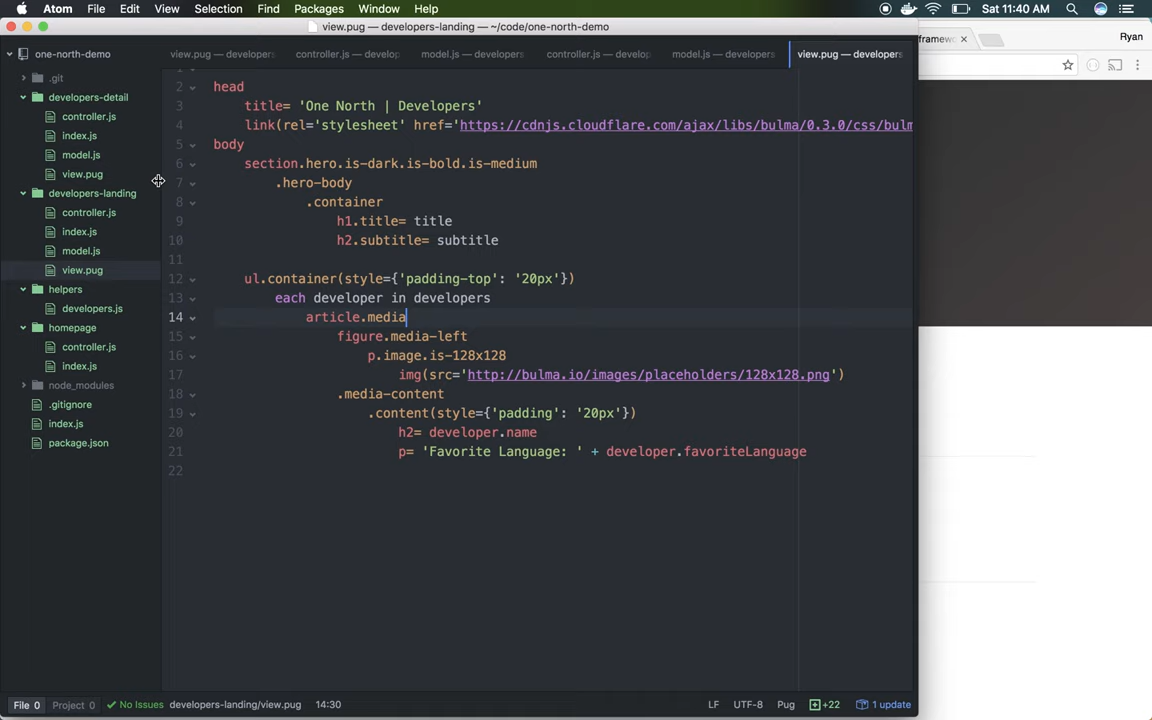 Atom File Edit View Selection Find Packages Window Help Sat 11:40 AM
view.pug — developers-landing — ~/code/one-north-demo
one-north-demo
view.pug — developers controller.js — develop model.js — developers controller.js — develop model.js — developers view.pug — developers
Ryan
.git
developers-detail
controller.js
index.js
model.js
view.pug
developers-landing
controller.js
index.js
model.js
view.pug
helpers
developers.js
homepage
controller.js
index.js
node_modules
.gitignore
index.js
package.json
2 head
3 title= 'One North | Developers'
4 link(rel='stylesheet' href='https://cdnjs.cloudflare.com/ajax/libs/bulma/0.3.0/css/bulm
5 body
6 section.hero.is-dark.is-bold.is-medium
7 .hero-body
8 .container
9 h1.title= title
10 h2.subtitle= subtitle
11
12 ul.container(style={'padding-top': '20px'})
13 each developer in developers
14 article.media
15 figure.media-left
16 p.image.is-128x128
17 img(src='http://bulma.io/images/placeholders/128x128.png')
18 .media-content
19 .content(style={'padding': '20px'})
20 h2= developer.name
21 p= 'Favorite Language: ' + developer.favoriteLanguage
22
File 0 Project 0 No Issues developers-landing/view.pug 14:30 LF UTF-8 Pug +22 1 update